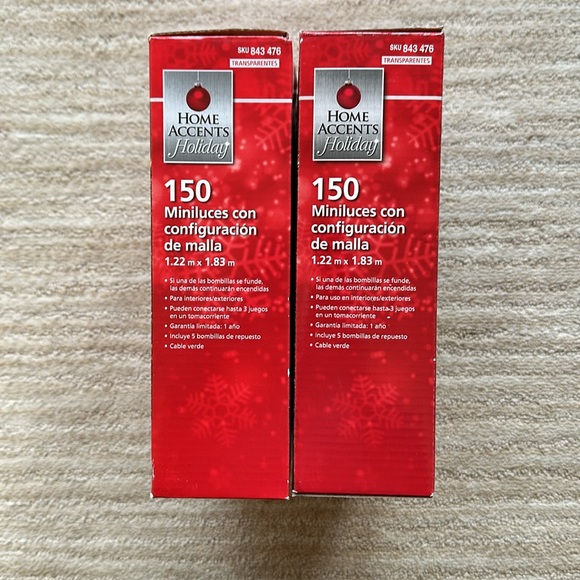 SKU 843 476
TRANSPARENTES
HOME
ACCENTS
Holiday
150
Miniluces con
configuración
de malla
1.22 m x 1.83 m
• Si una de las bombillas se funde,
las demás continuarán encendidas
• Para interiores/exteriores
• Pueden conectarse hasta 3 juegos
en un tomacorriente
• Garantía limitada: 1 año
• Incluye 5 bombillas de repuesto
• Cable verde
SKU 843 476
TRANSPARENTES
HOME
ACCENTS
Holiday
150
Miniluces con
configuración
de malla
1.22 m x 1.83 m
• Si una de las bombillas se funde,
las demás continuarán encendidas
• Para uso en interiores/exteriores
• Pueden conectarse hasta 3 juegos
en un tomacorriente
• Garantía limitada: 1 año
• Incluye 5 bombillas de repuesto
• Cable verde